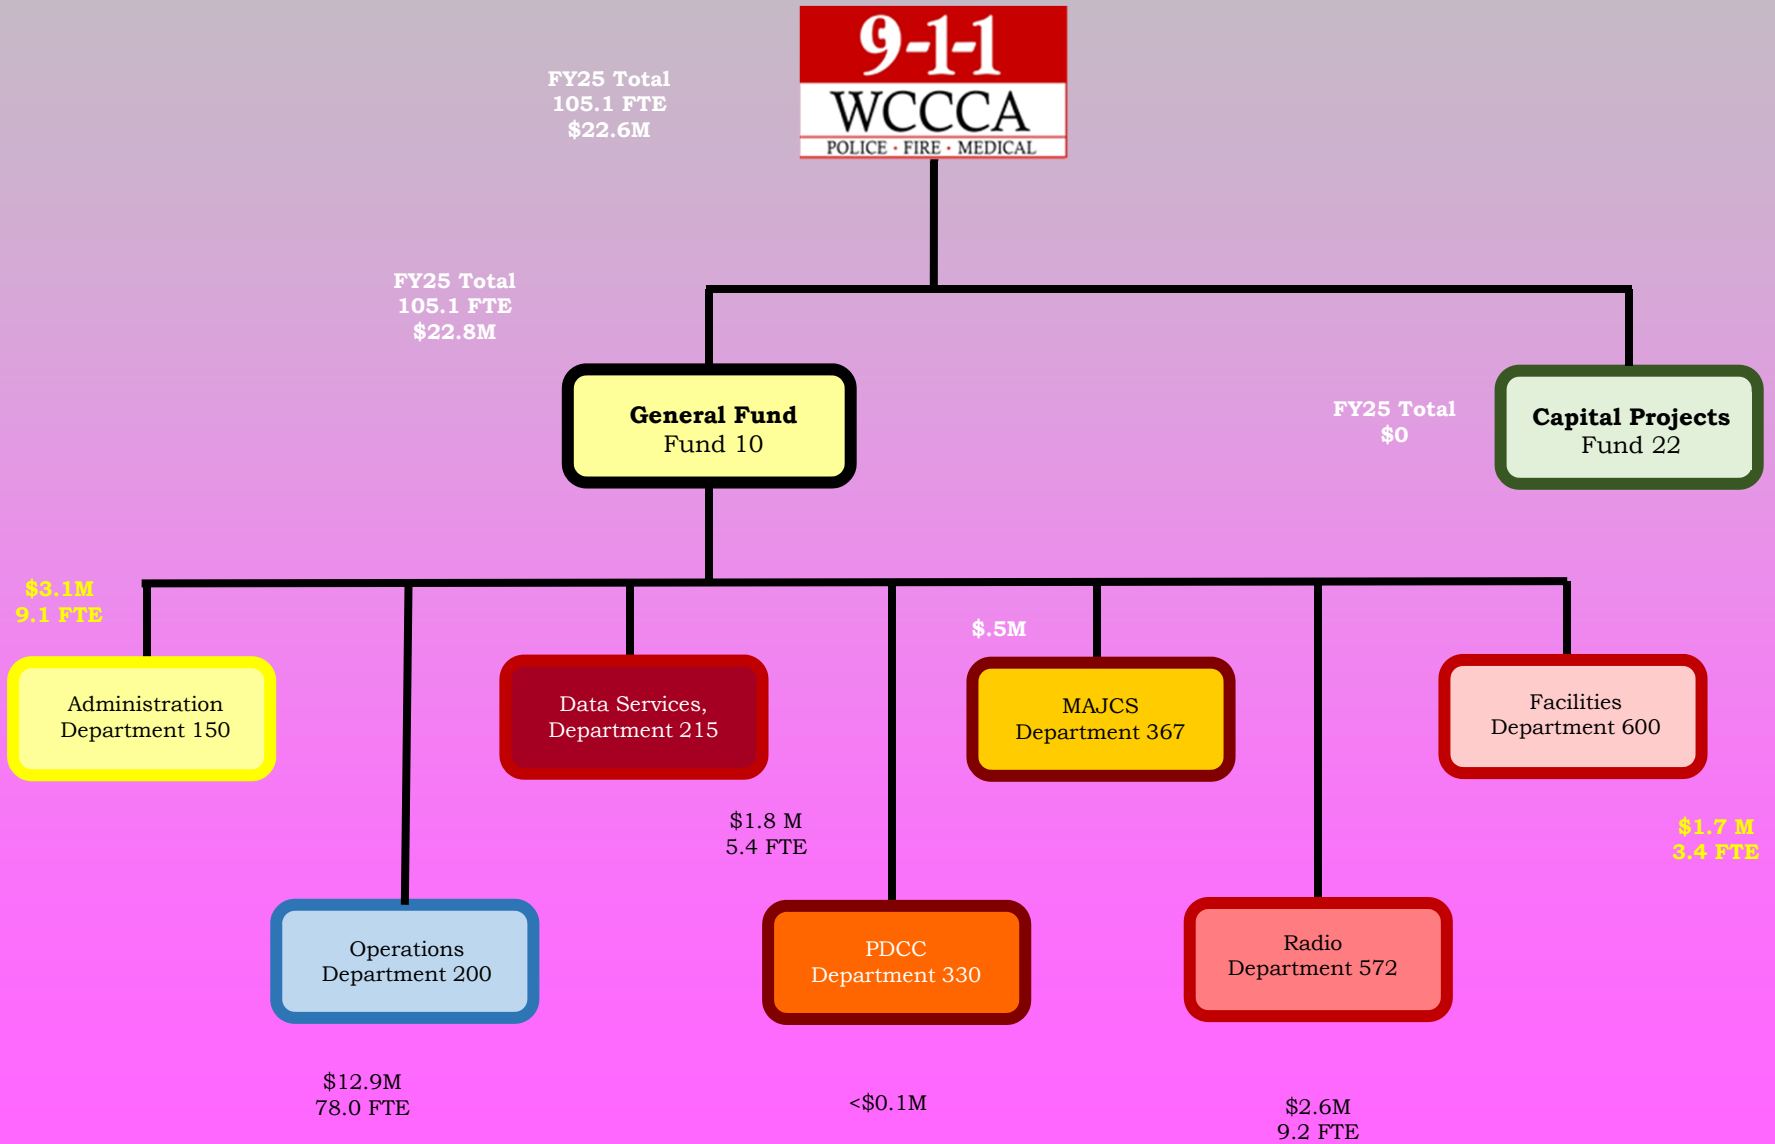 9-1-1
WCCCA
POLICE • FIRE • MEDICAL
FY25 Total
105.1 FTE
$22.6M
FY25 Total
105.1 FTE
$22.8M
General Fund
Fund 10
FY25 Total
$0
Capital Projects
Fund 22
$3.1M
9.1 FTE
Administration
Department 150
Data Services,
Department 215
$.5M
MAJCS
Department 367
Facilities
Department 600
$1.8 M
5.4 FTE
$1.7 M
3.4 FTE
Operations
Department 200
PDCC
Department 330
Radio
Department 572
$12.9M
78.0 FTE
<$0.1M
$2.6M
9.2 FTE